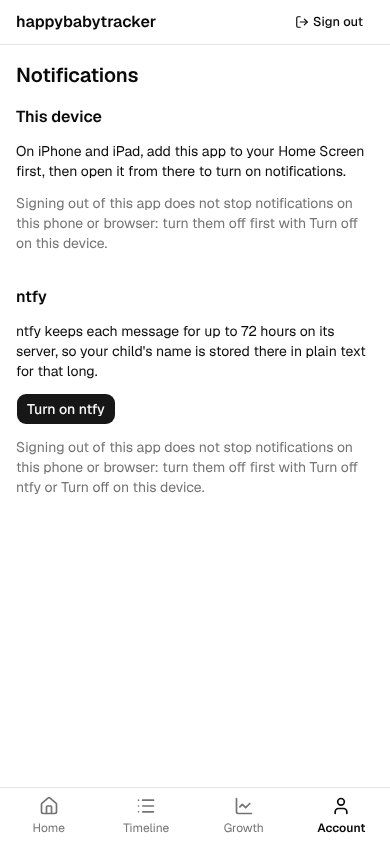 happybabytracker
Sign out
Notifications
This device
On iPhone and iPad, add this app to your Home Screen
first, then open it from there to turn on notifications.
Signing out of this app does not stop notifications on
this phone or browser: turn them off first with Turn off
on this device.
ntfy
ntfy keeps each message for up to 72 hours on its
server, so your child's name is stored there in plain text
for that long.
Turn on ntfy
Signing out of this app does not stop notifications on
this phone or browser: turn them off first with Turn off
ntfy or Turn off on this device.
Home
Timeline
Growth
Account